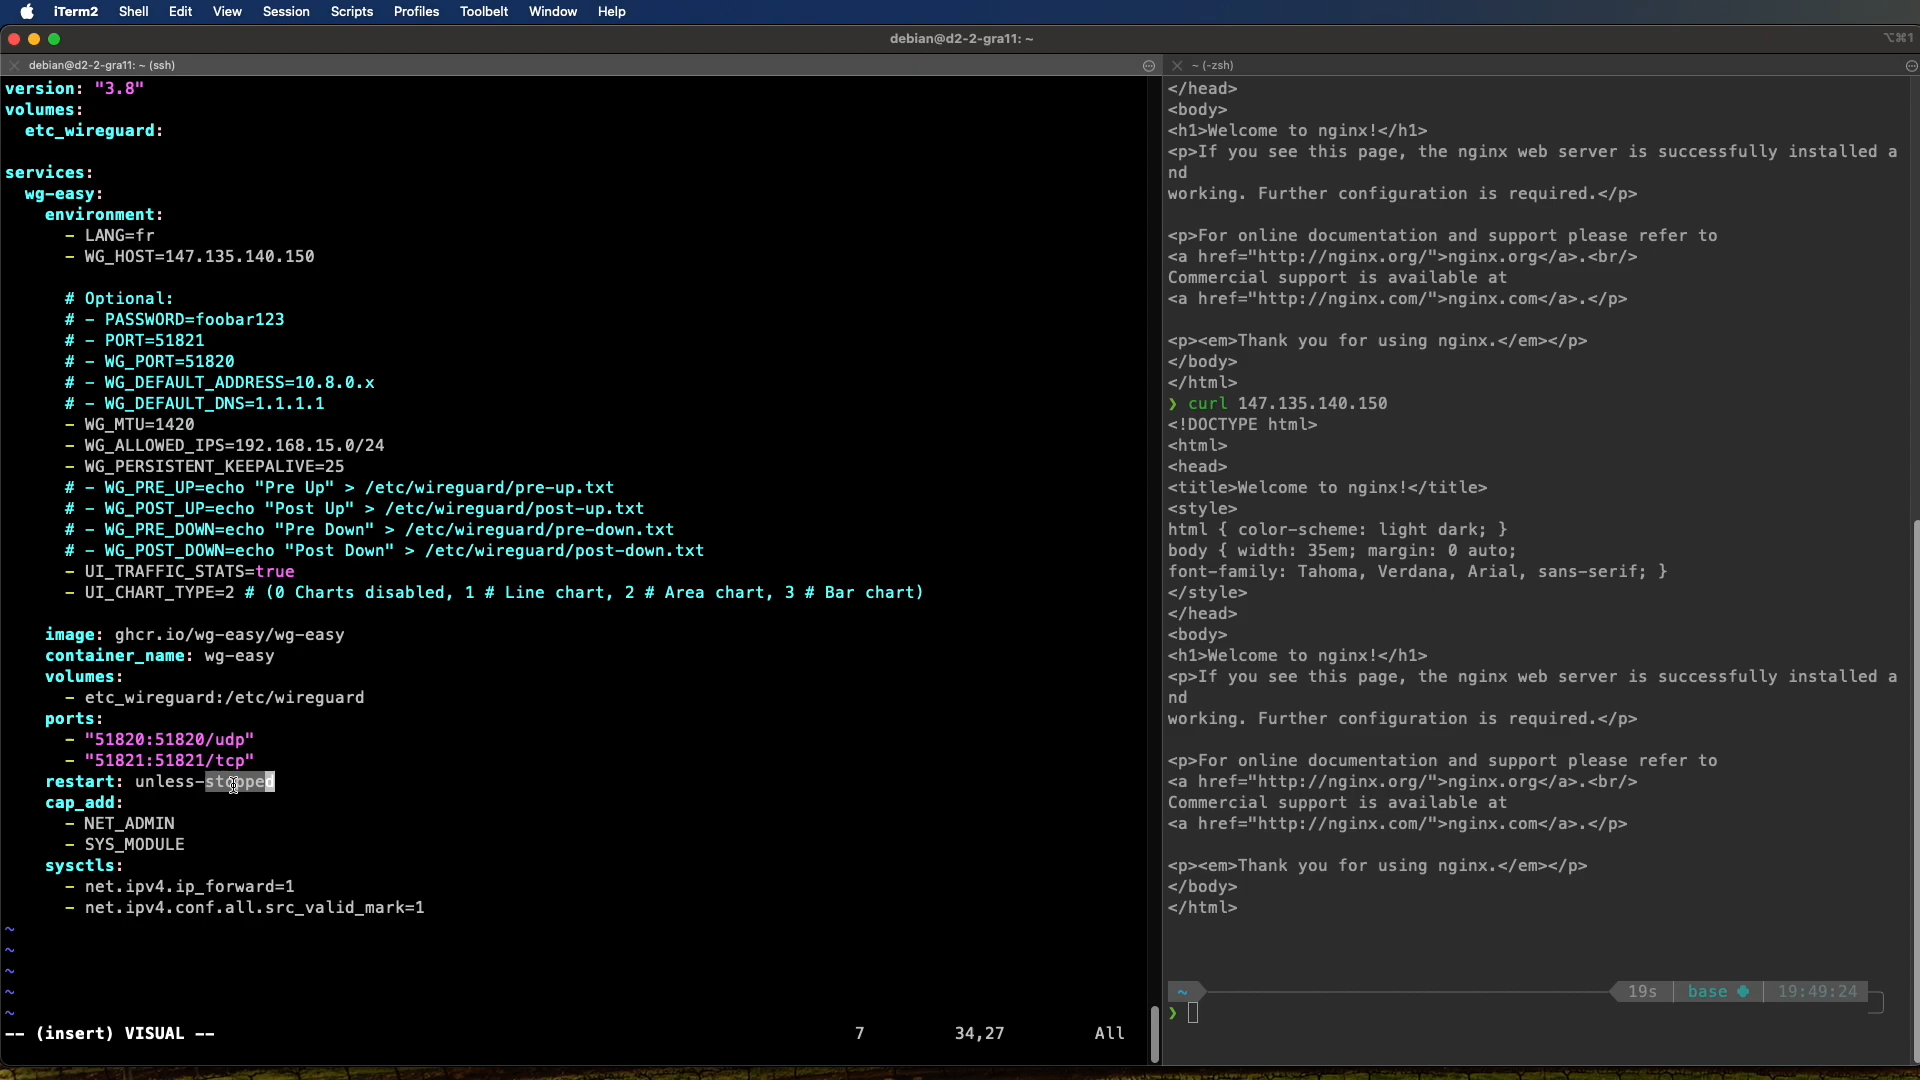 iTerm2 Shell Edit View Session Scripts Profiles Toolbelt Window Help
debian@d2-2-gra11: ~
⌥⌘1
debian@d2-2-gra11: ~ (ssh)
version: "3.8"
volumes:
  etc_wireguard:

services:
  wg-easy:
    environment:
      - LANG=fr
      - WG_HOST=147.135.140.150

      # Optional:
      # - PASSWORD=foobar123
      # - PORT=51821
      # - WG_PORT=51820
      # - WG_DEFAULT_ADDRESS=10.8.0.x
      # - WG_DEFAULT_DNS=1.1.1.1
      - WG_MTU=1420
      - WG_ALLOWED_IPS=192.168.15.0/24
      - WG_PERSISTENT_KEEPALIVE=25
      # - WG_PRE_UP=echo "Pre Up" > /etc/wireguard/pre-up.txt
      # - WG_POST_UP=echo "Post Up" > /etc/wireguard/post-up.txt
      # - WG_PRE_DOWN=echo "Pre Down" > /etc/wireguard/pre-down.txt
      # - WG_POST_DOWN=echo "Post Down" > /etc/wireguard/post-down.txt
      - UI_TRAFFIC_STATS=true
      - UI_CHART_TYPE=2 # (0 Charts disabled, 1 # Line chart, 2 # Area chart, 3 # Bar chart)

    image: ghcr.io/wg-easy/wg-easy
    container_name: wg-easy
    volumes:
      - etc_wireguard:/etc/wireguard
    ports:
      - "51820:51820/udp"
      - "51821:51821/tcp"
    restart: unless-stopped
    cap_add:
      - NET_ADMIN
      - SYS_MODULE
    sysctls:
      - net.ipv4.ip_forward=1
      - net.ipv4.conf.all.src_valid_mark=1
~
~
~
~
~
-- (insert) VISUAL -- 7 34,27 All
~ (-zsh)
</head>
<body>
<h1>Welcome to nginx!</h1>
<p>If you see this page, the nginx web server is successfully installed a
nd
working. Further configuration is required.</p>

<p>For online documentation and support please refer to
<a href="http://nginx.org/">nginx.org</a>.<br/>
Commercial support is available at
<a href="http://nginx.com/">nginx.com</a>.</p>

<p><em>Thank you for using nginx.</em></p>
</body>
</html>
❯ curl 147.135.140.150
<!DOCTYPE html>
<html>
<head>
<title>Welcome to nginx!</title>
<style>
html { color-scheme: light dark; }
body { width: 35em; margin: 0 auto;
font-family: Tahoma, Verdana, Arial, sans-serif; }
</style>
</head>
<body>
<h1>Welcome to nginx!</h1>
<p>If you see this page, the nginx web server is successfully installed a
nd
working. Further configuration is required.</p>

<p>For online documentation and support please refer to
<a href="http://nginx.org/">nginx.org</a>.<br/>
Commercial support is available at
<a href="http://nginx.com/">nginx.com</a>.</p>

<p><em>Thank you for using nginx.</em></p>
</body>
</html>
~ 19s base 19:49:24
❯